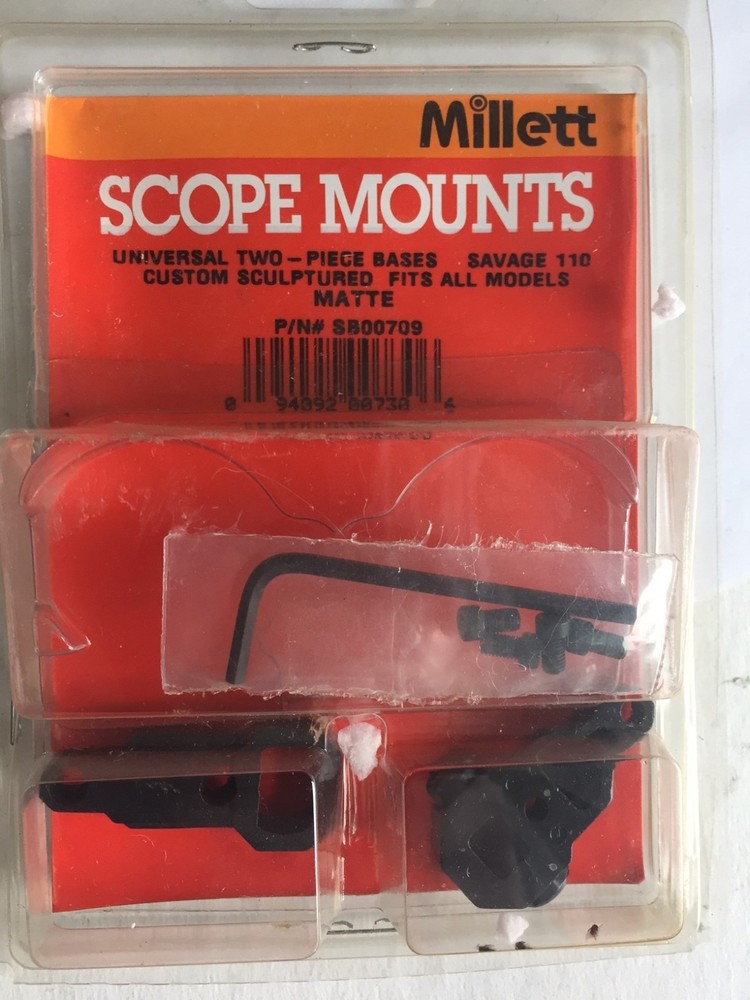 Millett
SCOPE MOUNTS
UNIVERSAL TWO-PIECE BASES SAVAGE 110
CUSTOM SCULPTURED FITS ALL MODELS
MATTE
P/N# SB00709
0 94092 00730 6